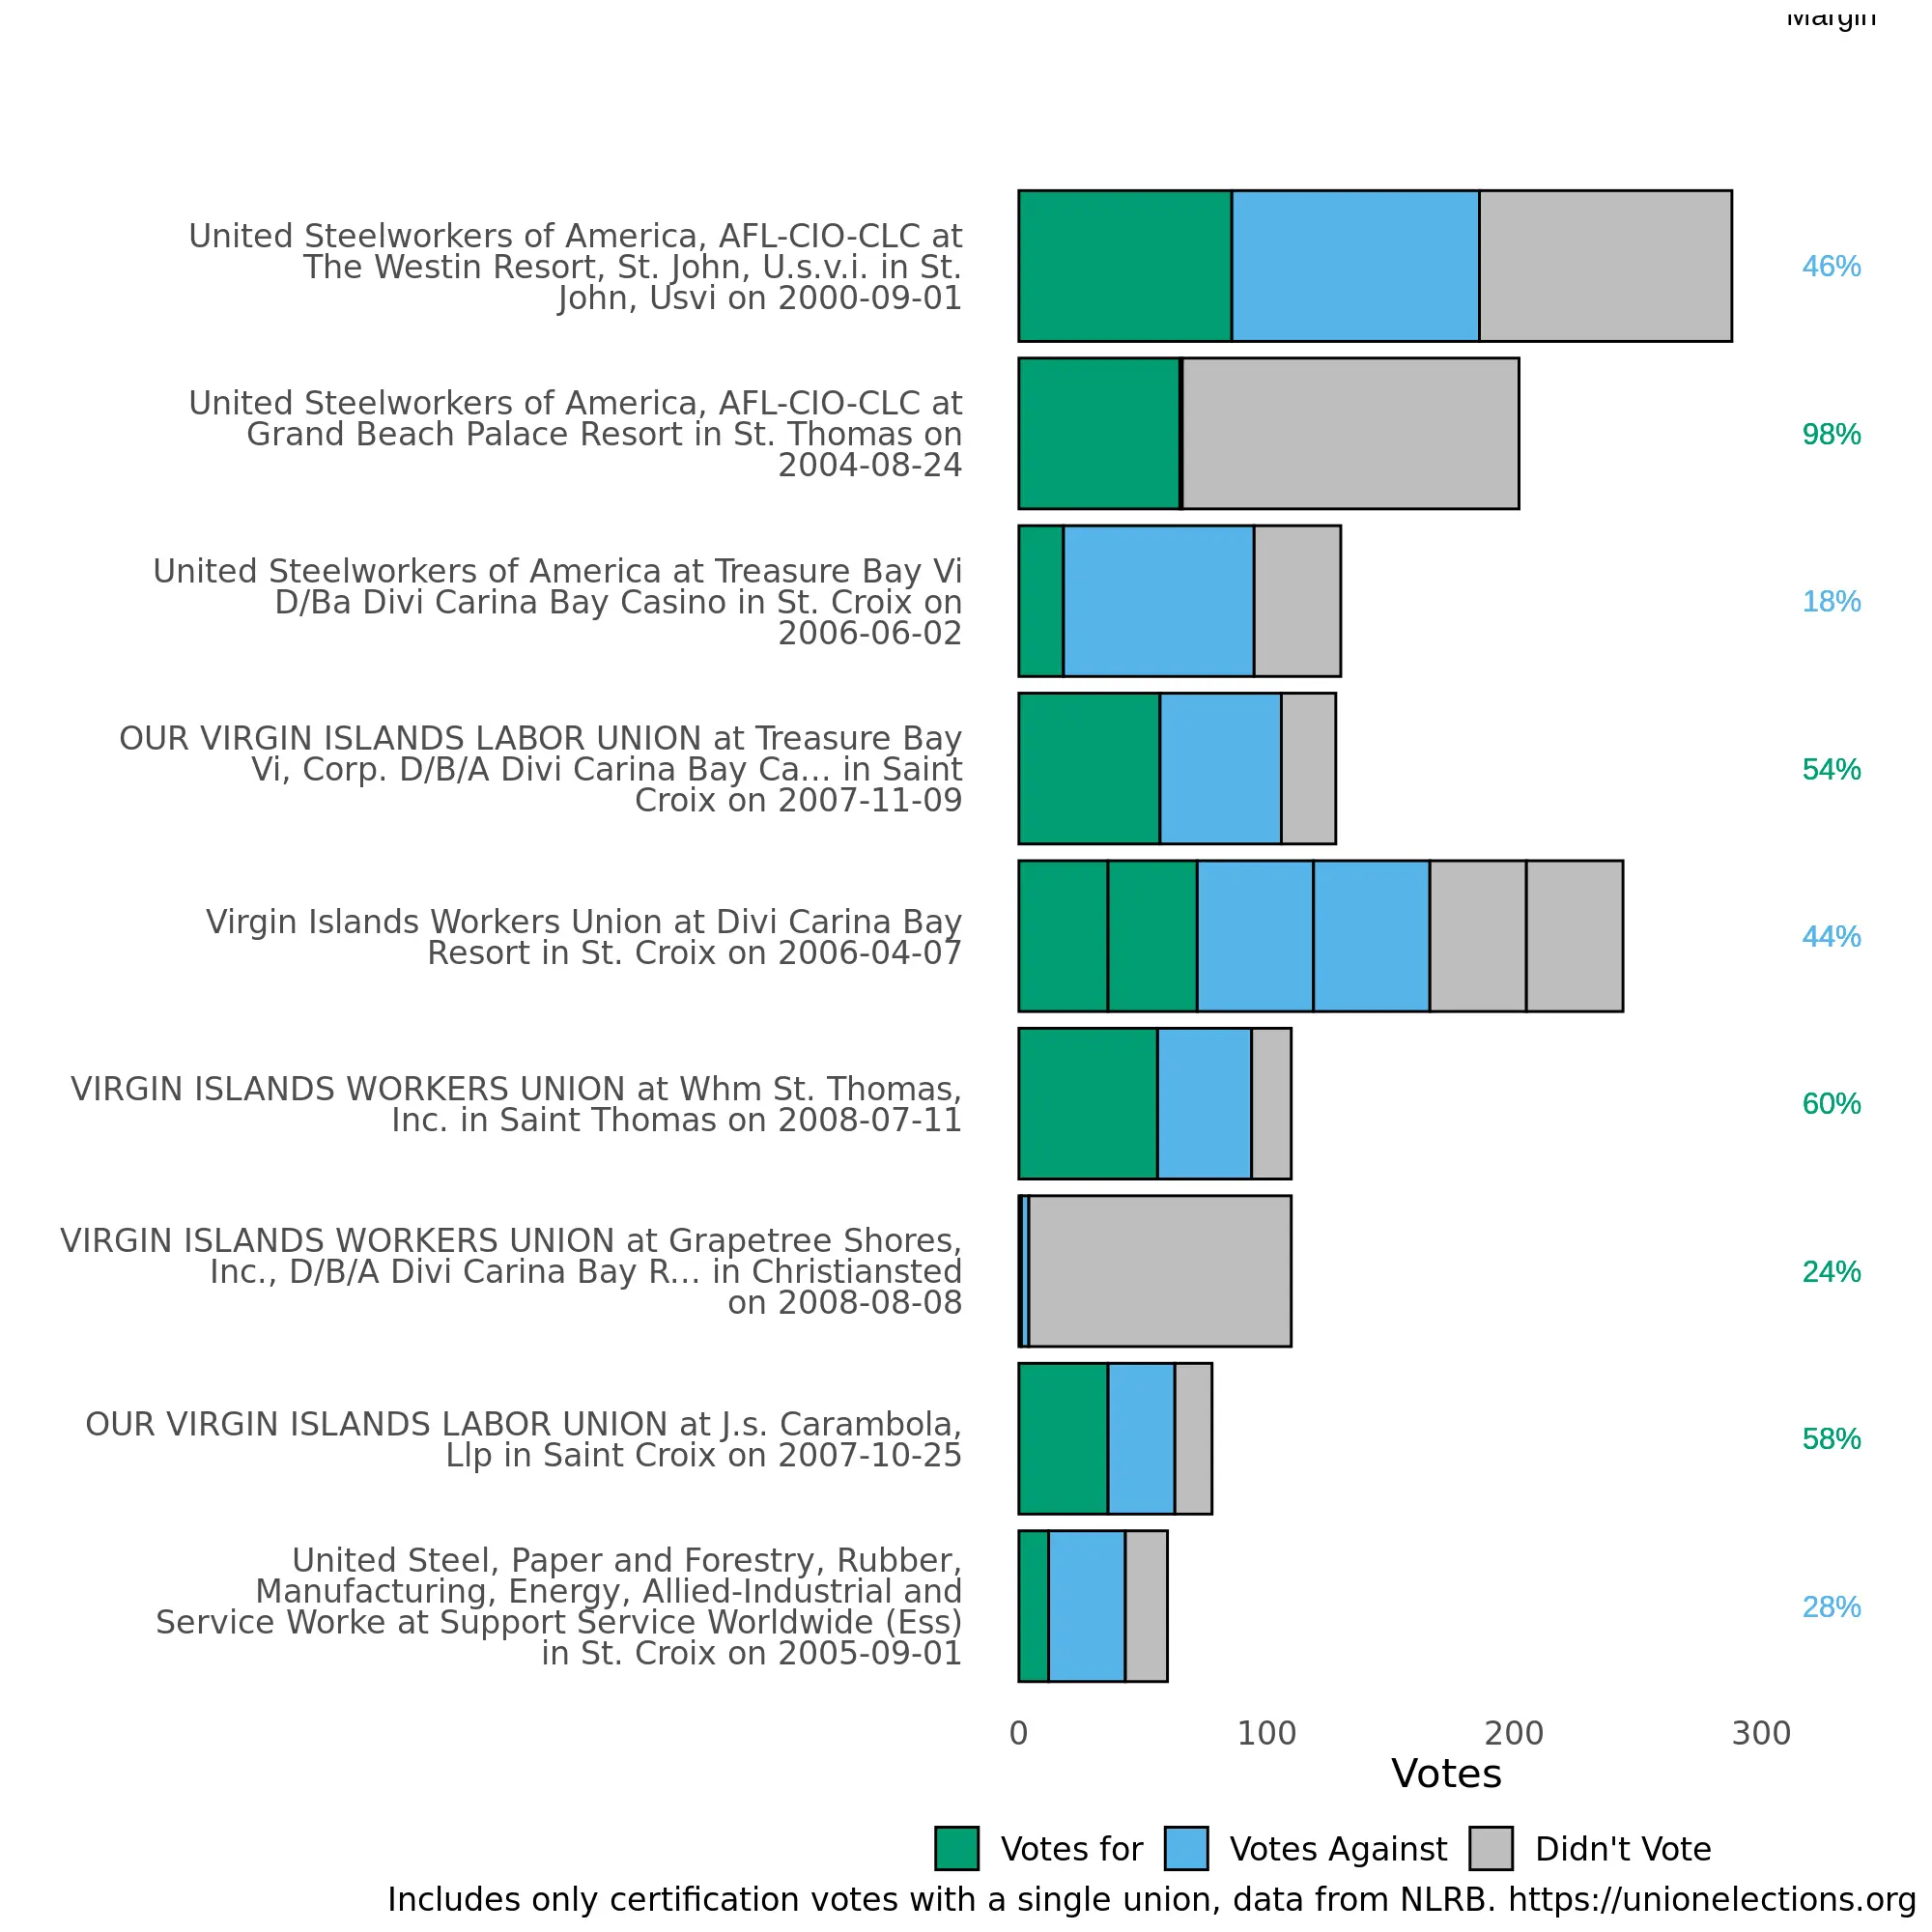 Margin
United Steelworkers of America, AFL-CIO-CLC at
The Westin Resort, St. John, U.s.v.i. in St.
John, Usvi on 2000-09-01
46%
United Steelworkers of America, AFL-CIO-CLC at
Grand Beach Palace Resort in St. Thomas on
2004-08-24
98%
United Steelworkers of America at Treasure Bay Vi
D/Ba Divi Carina Bay Casino in St. Croix on
2006-06-02
18%
OUR VIRGIN ISLANDS LABOR UNION at Treasure Bay
Vi, Corp. D/B/A Divi Carina Bay Ca... in Saint
Croix on 2007-11-09
54%
Virgin Islands Workers Union at Divi Carina Bay
Resort in St. Croix on 2006-04-07
44%
VIRGIN ISLANDS WORKERS UNION at Whm St. Thomas,
Inc. in Saint Thomas on 2008-07-11
60%
VIRGIN ISLANDS WORKERS UNION at Grapetree Shores,
Inc., D/B/A Divi Carina Bay R... in Christiansted
on 2008-08-08
24%
OUR VIRGIN ISLANDS LABOR UNION at J.s. Carambola,
Llp in Saint Croix on 2007-10-25
58%
United Steel, Paper and Forestry, Rubber,
Manufacturing, Energy, Allied-Industrial and
Service Worke at Support Service Worldwide (Ess)
in St. Croix on 2005-09-01
28%
0 100 200 300
Votes
Votes for Votes Against Didn't Vote
Includes only certification votes with a single union, data from NLRB. https://unionelections.org